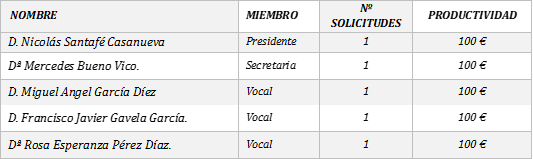 NOMBRE MIEMBRO Nº SOLICITUDES PRODUCTIVIDAD
D. Nicolás Santafé Casanueva Presidente 1 100 €
Dª Mercedes Bueno Vico. Secretaria 1 100 €
D. Miguel Angel García Díez Vocal 1 100 €
D. Francisco Javier Gavela García. Vocal 1 100 €
Dª Rosa Esperanza Pérez Díaz. Vocal 1 100 €